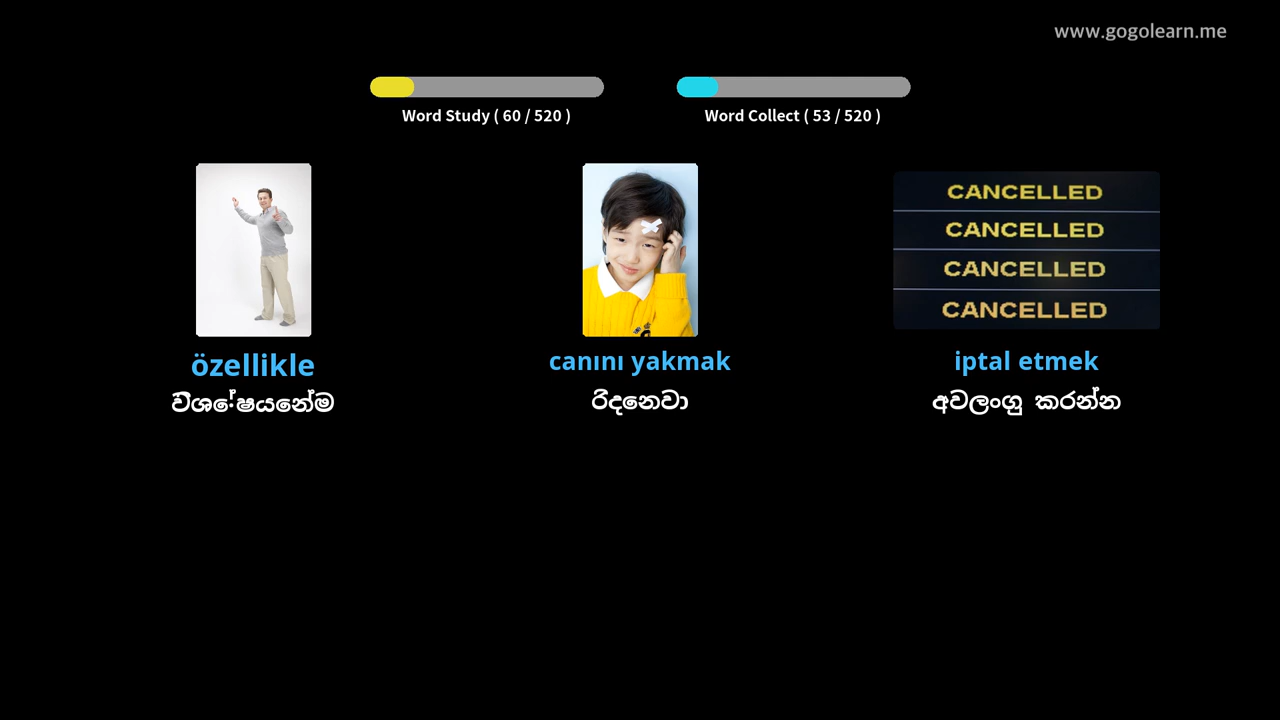 www.gogolearn.me
Word Study ( 60 / 520 )
Word Collect ( 53 / 520 )
CANCELLED
CANCELLED
CANCELLED
CANCELLED
özellikle
canını yakmak
iptal etmek
විශේෂයෙන්ම
රිදෙනවා
අවලංගු කරන්න